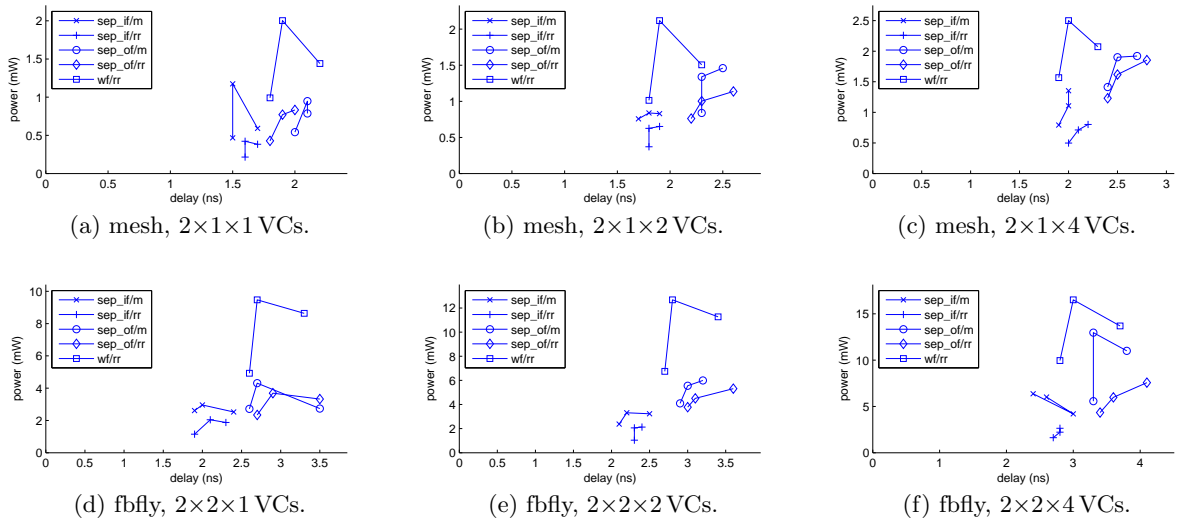 2
1.5
1
0.5
0
power (mW)
sep_if/m
sep_if/rr
sep_of/m
sep_of/rr
wf/rr
0 0.5 1 1.5 2
delay (ns)
(a) mesh, 2×1×1 VCs.
2
1.5
1
0.5
0
power (mW)
sep_if/m
sep_if/rr
sep_of/m
sep_of/rr
wf/rr
0 0.5 1 1.5 2 2.5
delay (ns)
(b) mesh, 2×1×2 VCs.
2.5
2
1.5
1
0.5
0
power (mW)
sep_if/m
sep_if/rr
sep_of/m
sep_of/rr
wf/rr
0 0.5 1 1.5 2 2.5 3
delay (ns)
(c) mesh, 2×1×4 VCs.
10
8
6
4
2
0
power (mW)
sep_if/m
sep_if/rr
sep_of/m
sep_of/rr
wf/rr
0 0.5 1 1.5 2 2.5 3 3.5
delay (ns)
(d) fbfly, 2×2×1 VCs.
12
10
8
6
4
2
0
power (mW)
sep_if/m
sep_if/rr
sep_of/m
sep_of/rr
wf/rr
0 0.5 1 1.5 2 2.5 3 3.5
delay (ns)
(e) fbfly, 2×2×2 VCs.
15
10
5
0
power (mW)
sep_if/m
sep_if/rr
sep_of/m
sep_of/rr
wf/rr
0 1 2 3 4
delay (ns)
(f) fbfly, 2×2×4 VCs.